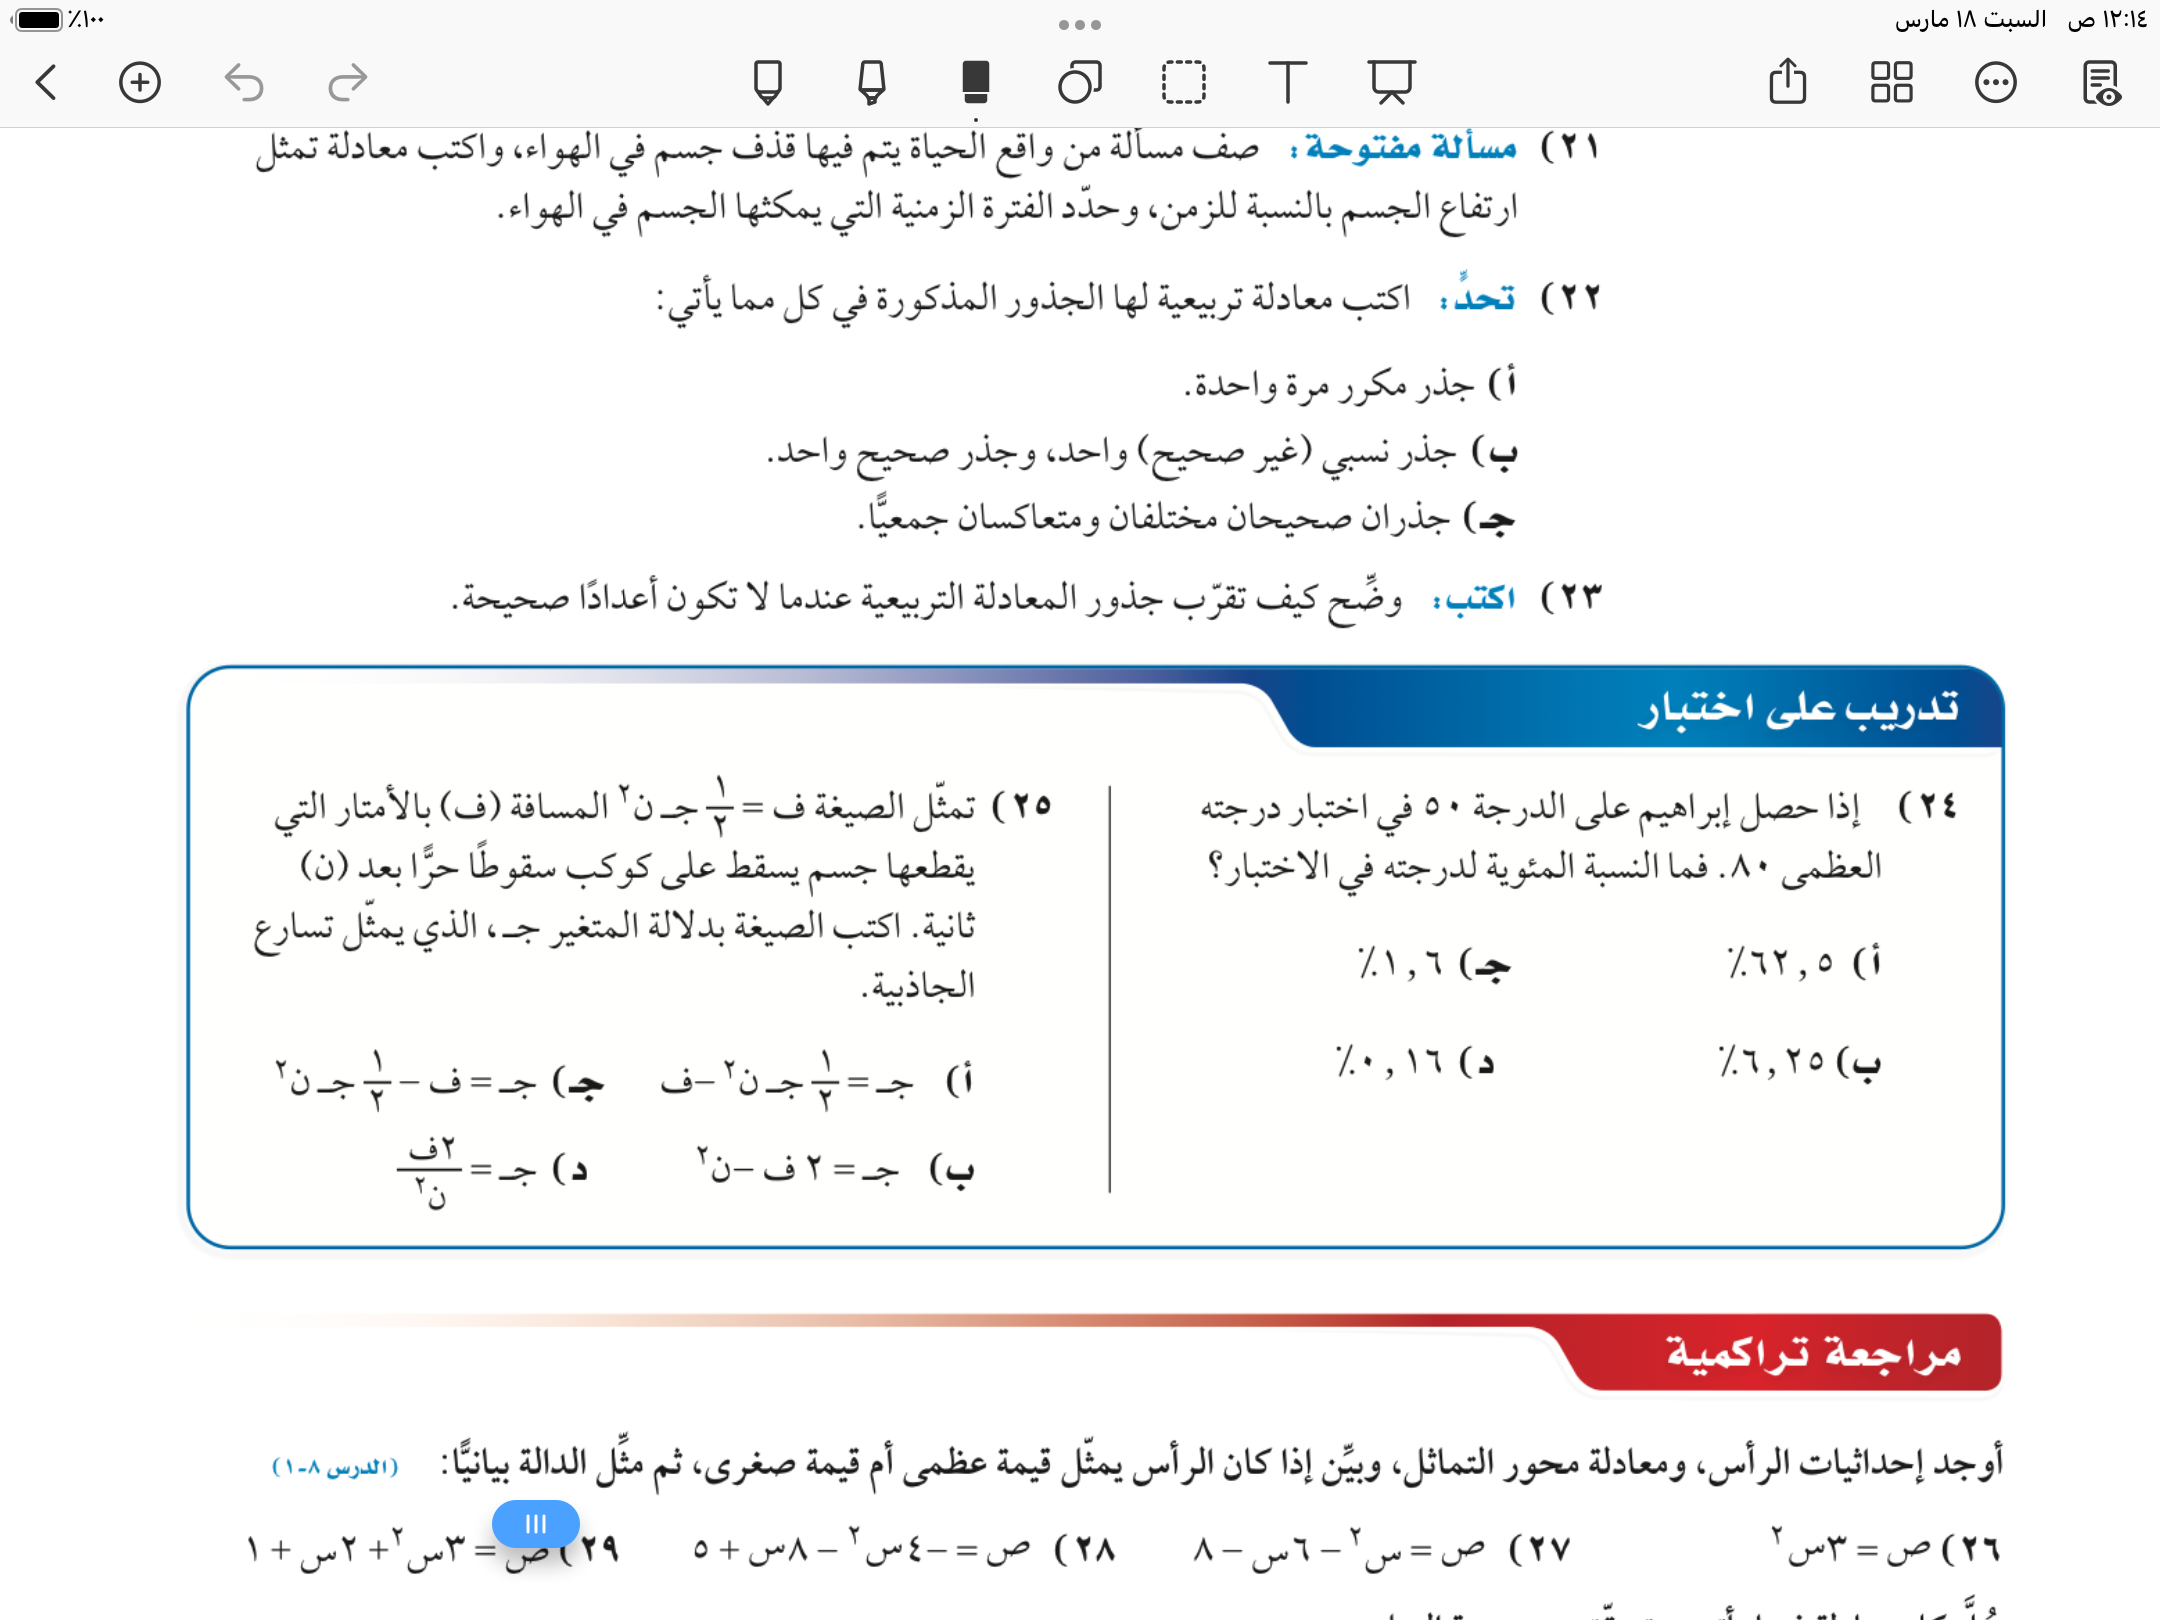 ١٢:١٤ ص السبت ١٨ مارس
٪١٠٠
٢١) مسألة مفتوحة: صف مسألة من واقع الحياة يتم فيها قذف جسم في الهواء، واكتب معادلة تمثل
ارتفاع الجسم بالنسبة للزمن، وحدّد الفترة الزمنية التي يمكثها الجسم في الهواء.
٢٢) تحدٍّ: اكتب معادلة تربيعية لها الجذور المذكورة في كل مما يأتي:
أ) جذر مكرر مرة واحدة.
ب) جذر نسبي (غير صحيح) واحد، وجذر صحيح واحد.
جـ) جذران صحيحان مختلفان ومتعاكسان جمعيًّا.
٢٣) اكتب: وضِّح كيف تقرّب جذور المعادلة التربيعية عندما لا تكون أعدادًا صحيحة.
تدريب على اختبار
٢٤) إذا حصل إبراهيم على الدرجة ٥٠ في اختبار درجته
العظمى ٨٠. فما النسبة المئوية لدرجته في الاختبار؟
أ) ٦٢,٥٪ جـ) ١,٦٪
ب) ٦,٢٥٪ د) ٠,١٦٪
٢٥) تمثّل الصيغة ف = ١/٢ جـ ن٢ المسافة (ف) بالأمتار التي
يقطعها جسم يسقط على كوكب سقوطًا حرًّا بعد (ن)
ثانية. اكتب الصيغة بدلالة المتغير جـ، الذي يمثّل تسارع
الجاذبية.
أ) جـ = ١/٢ جـ ن٢ – ف جـ) جـ = ف – ١/٢ جـ ن٢
ب) جـ = ٢ ف – ن٢ د) جـ = ٢ف/ن٢
مراجعة تراكمية
أوجد إحداثيات الرأس، ومعادلة محور التماثل، وبيِّن إذا كان الرأس يمثّل قيمة عظمى أم قيمة صغرى، ثم مثِّل الدالة بيانيًّا: (الدرس ٨-١)
٢٦) ص = ٣س٢ ٢٧) ص = س٢ – ٦س – ٨ ٢٨) ص = –٤س٢ – ٨س + ٥ ٢٩) ص = ٣س٢ + ٢س + ١